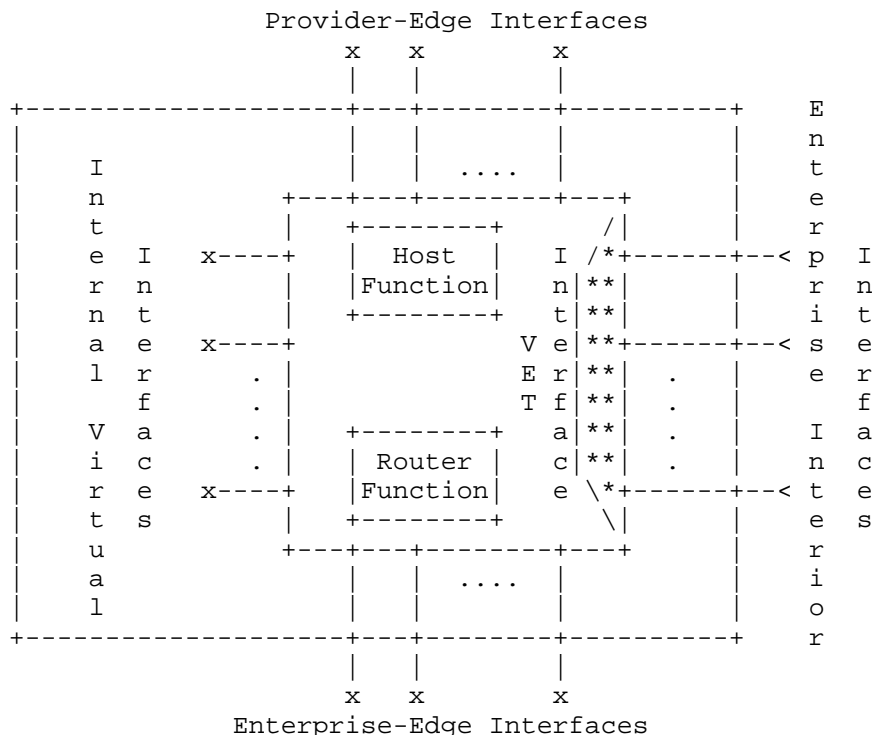 Provider-Edge Interfaces
x x x
....
Internal Virtual
Interfaces
x
x
x
....
Host
Function
Router
Function
VET
Interface
/
/*
**
**
**
**
**
**
**
\*
\
<
<
<
....
Enterprise Interior
Interfaces
....
x x x
Enterprise-Edge Interfaces